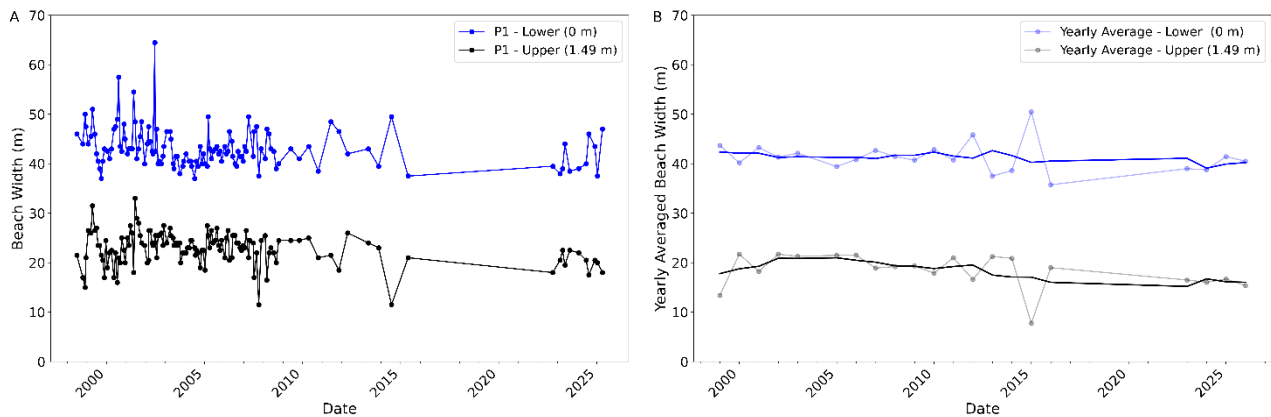 A
70
60
50
40
30
20
10
0
Beach Width (m)
P1 - Lower (0 m)
P1 - Upper (1.49 m)
2000
2005
2010
2015
2020
2025
Date
B
70
60
50
40
30
20
10
0
Yearly Averaged Beach Width (m)
Yearly Average - Lower (0 m)
Yearly Average - Upper (1.49 m)
2000
2005
2010
2015
2020
2025
Date